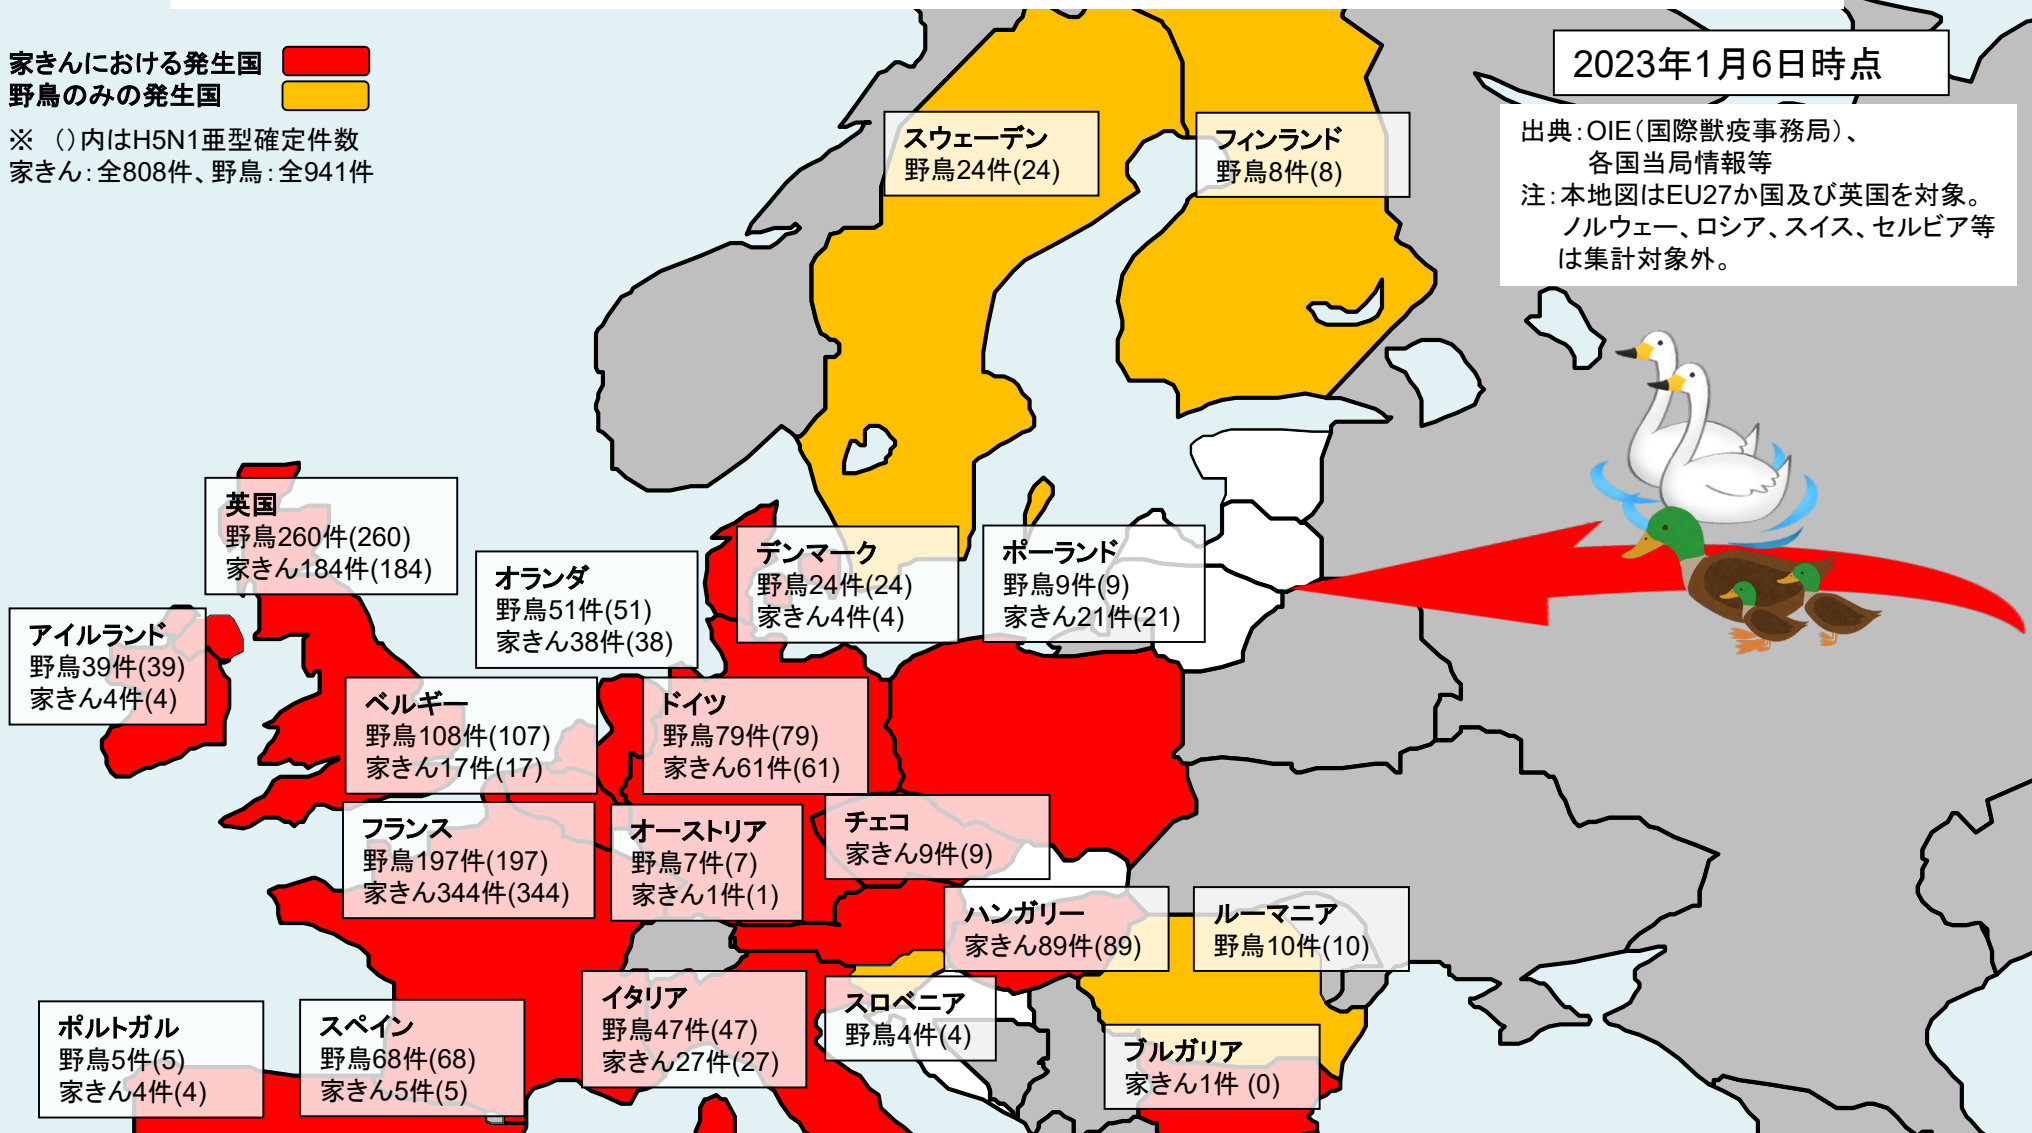 家きんにおける発生国
野鳥のみの発生国
※ （）内はH5N1亜型確定件数
家きん：全808件、野鳥：全941件
2023年1月6日時点
出典：OIE（国際獣疫事務局）、
各国当局情報等
注：本地図はEU27か国及び英国を対象。
ノルウェー、ロシア、スイス、セルビア等
は集計対象外。
スウェーデン
野鳥24件(24)
フィンランド
野鳥8件(8)
英国
野鳥260件(260)
家きん184件(184)
オランダ
野鳥51件(51)
家きん38件(38)
デンマーク
野鳥24件(24)
家きん4件(4)
ポーランド
野鳥9件(9)
家きん21件(21)
アイルランド
野鳥39件(39)
家きん4件(4)
ベルギー
野鳥108件(107)
家きん17件(17)
ドイツ
野鳥79件(79)
家きん61件(61)
フランス
野鳥197件(197)
家きん344件(344)
オーストリア
野鳥7件(7)
家きん1件(1)
チェコ
家きん9件(9)
ハンガリー
家きん89件(89)
ルーマニア
野鳥10件(10)
イタリア
野鳥47件(47)
家きん27件(27)
スロベニア
野鳥4件(4)
ポルトガル
野鳥5件(5)
家きん4件(4)
スペイン
野鳥68件(68)
家きん5件(5)
ブルガリア
家きん1件 (0)